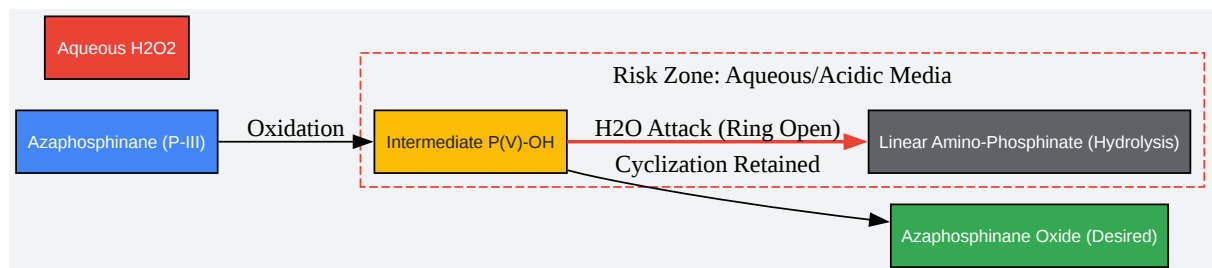 Aqueous H2O2
Risk Zone: Aqueous/Acidic Media
Azaphosphinane (P-III)
Oxidation
Intermediate P(V)-OH
H2O Attack (Ring Open)
Linear Amino-Phosphinate (Hydrolysis)
Cyclization Retained
Azaphosphinane Oxide (Desired)